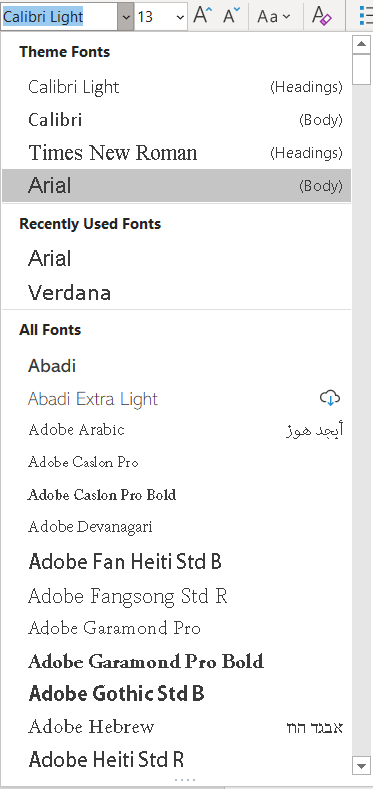 Calibri Light 13 A A Aa A
Theme Fonts
Calibri Light (Headings)
Calibri (Body)
Times New Roman (Headings)
Arial (Body)
Recently Used Fonts
Arial
Verdana
All Fonts
Abadi
Abadi Extra Light
Adobe Arabic أبجد هوز
Adobe Caslon Pro
Adobe Caslon Pro Bold
Adobe Devanagari
Adobe Fan Heiti Std B
Adobe Fangsong Std R
Adobe Garamond Pro
Adobe Garamond Pro Bold
Adobe Gothic Std B
Adobe Hebrew אבגד הוז
Adobe Heiti Std R